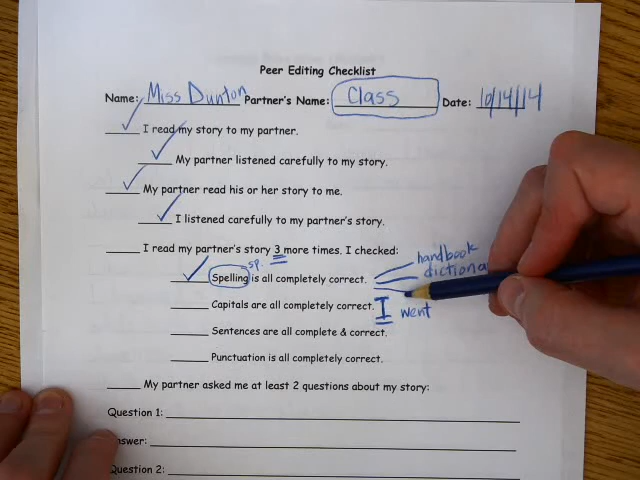 Peer Editing Checklist
Name: Miss Dunton Partner's Name: Class Date: 10/14/14
I read my story to my partner.
My partner listened carefully to my story.
My partner read his or her story to me.
I listened carefully to my partner's story.
I read my partner's story 3 more times. I checked:
sp.
handbook
Spelling is all completely correct.
dictiona
Capitals are all completely correct. I went
Sentences are all complete & correct.
Punctuation is all completely correct.
My partner asked me at least 2 questions about my story:
Question 1:
nswer:
Question 2: